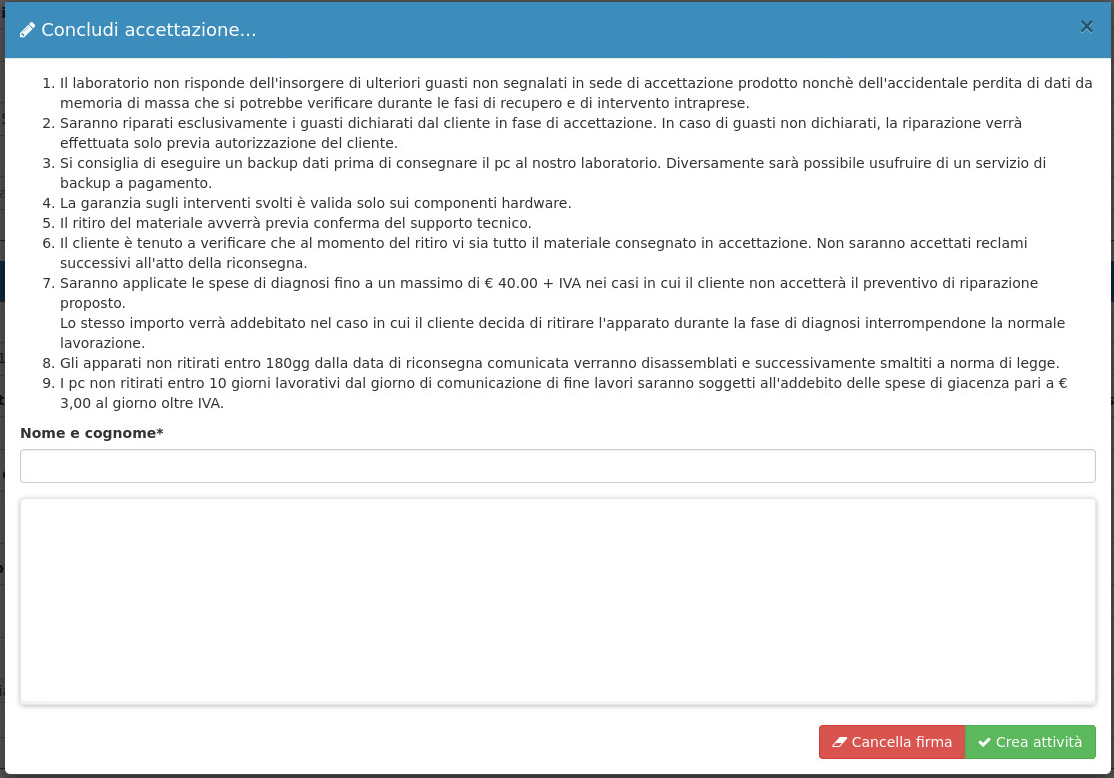 Concludi accettazione...
×
1. Il laboratorio non risponde dell'insorgere di ulteriori guasti non segnalati in sede di accettazione prodotto nonchè dell'accidentale perdita di dati da
memoria di massa che si potrebbe verificare durante le fasi di recupero e di intervento intraprese.
2. Saranno riparati esclusivamente i guasti dichiarati dal cliente in fase di accettazione. In caso di guasti non dichiarati, la riparazione verrà
effettuata solo previa autorizzazione del cliente.
3. Si consiglia di eseguire un backup dati prima di consegnare il pc al nostro laboratorio. Diversamente sarà possibile usufruire di un servizio di
backup a pagamento.
4. La garanzia sugli interventi svolti è valida solo sui componenti hardware.
5. Il ritiro del materiale avverrà previa conferma del supporto tecnico.
6. Il cliente è tenuto a verificare che al momento del ritiro vi sia tutto il materiale consegnato in accettazione. Non saranno accettati reclami
successivi all'atto della riconsegna.
7. Saranno applicate le spese di diagnosi fino a un massimo di € 40.00 + IVA nei casi in cui il cliente non accetterà il preventivo di riparazione
proposto.
Lo stesso importo verrà addebitato nel caso in cui il cliente decida di ritirare l'apparato durante la fase di diagnosi interrompendone la normale
lavorazione.
8. Gli apparati non ritirati entro 180gg dalla data di riconsegna comunicata verranno disassemblati e successivamente smaltiti a norma di legge.
9. I pc non ritirati entro 10 giorni lavorativi dal giorno di comunicazione di fine lavori saranno soggetti all'addebito delle spese di giacenza pari a €
3,00 al giorno oltre IVA.
Nome e cognome*
Cancella firma
Crea attività